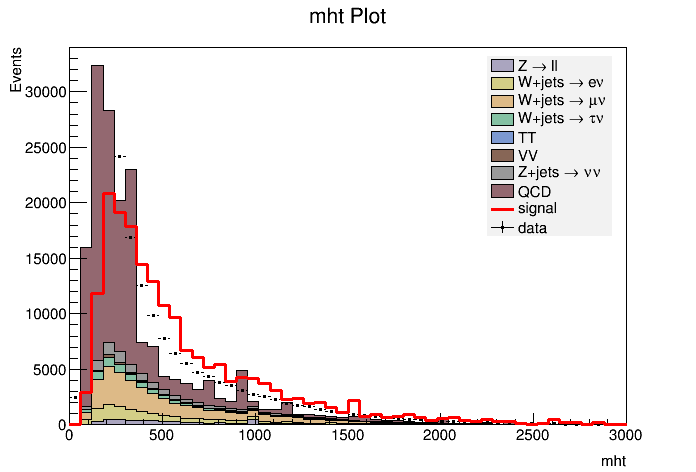 mht Plot
Events
Z → ll
W+jets → eν
W+jets → μν
W+jets → τν
TT
VV
Z+jets → νν
QCD
signal
data
30000
25000
20000
15000
10000
5000
0
0 500 1000 1500 2000 2500 3000
mht